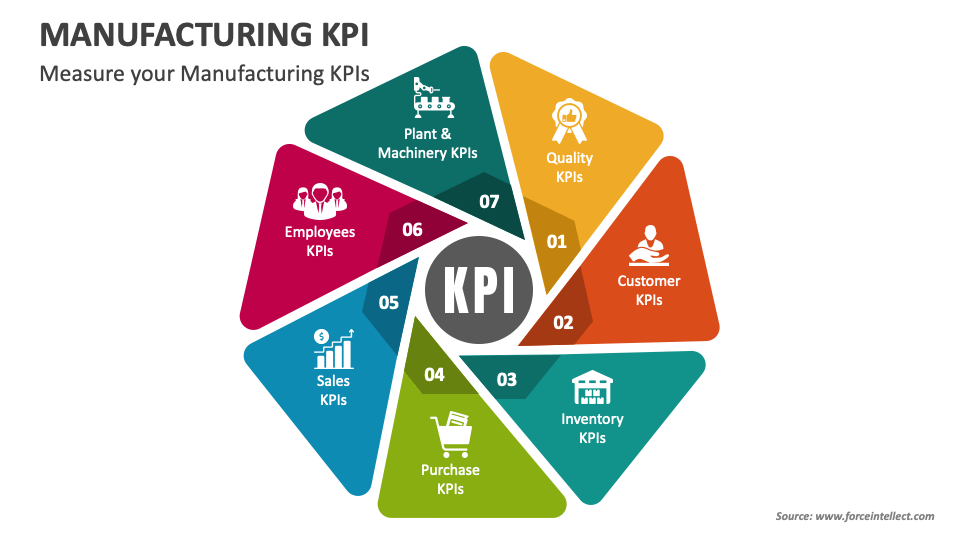 MANUFACTURING KPI
Measure your Manufacturing KPIs
Plant &
Machinery KPIs
07
Quality
KPIs
01
Customer
KPIs
02
Inventory
KPIs
03
Purchase
KPIs
04
$
Sales
KPIs
05
Employees
KPIs
06
KPI
Source: www.forceintellect.com